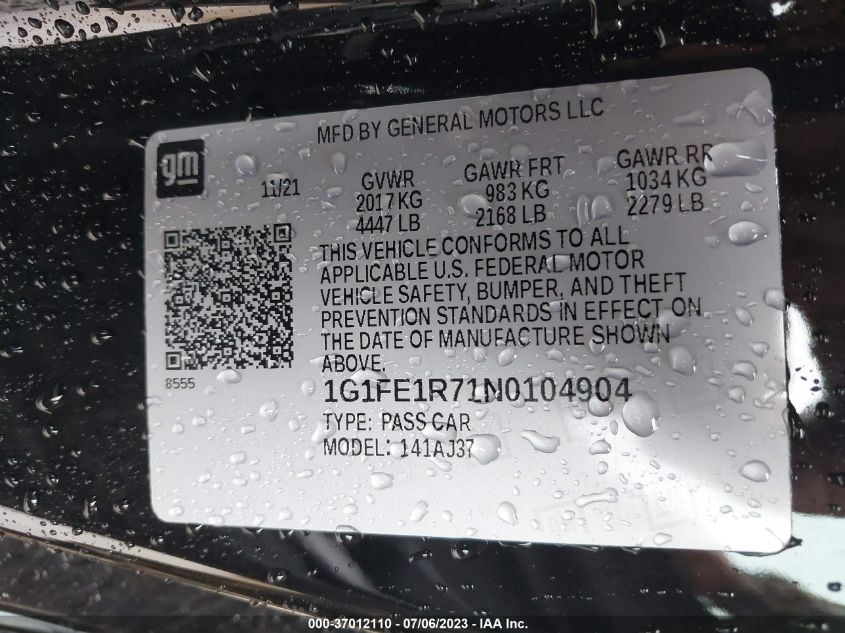 MFD BY GENERAL MOTORS LLC
gm
11/21 GVWR GAWR FRT GAWR RR
2017 KG 983 KG 1034 KG
4447 LB 2168 LB 2279 LB
THIS VEHICLE CONFORMS TO ALL
APPLICABLE U.S. FEDERAL MOTOR
VEHICLE SAFETY, BUMPER, AND THEFT
PREVENTION STANDARDS IN EFFECT ON
THE DATE OF MANUFACTURE SHOWN
ABOVE.
8555
1G1FE1R71N0104904
TYPE: PASS CAR
MODEL: 141AJ37
000-37012110 - 07/06/2023 - IAA Inc.